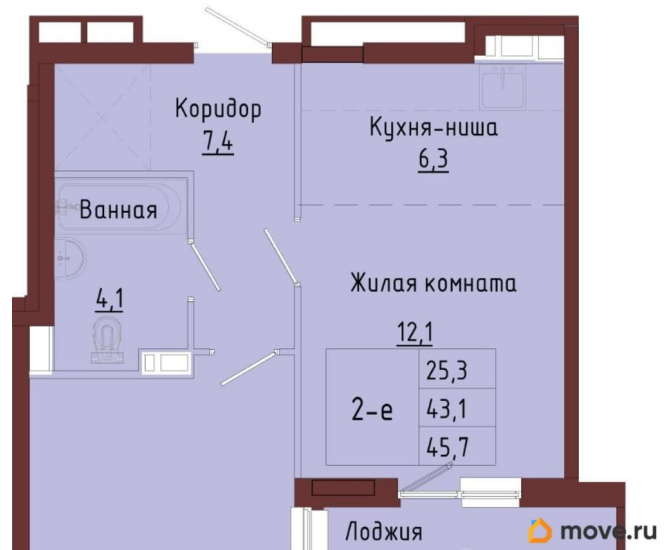 Коридор
7,4
Кухня-ниша
6,3
Ванная
4,1
Жилая комната
12,1
2-е
25,3
43,1
45,7
Лоджия
move.ru